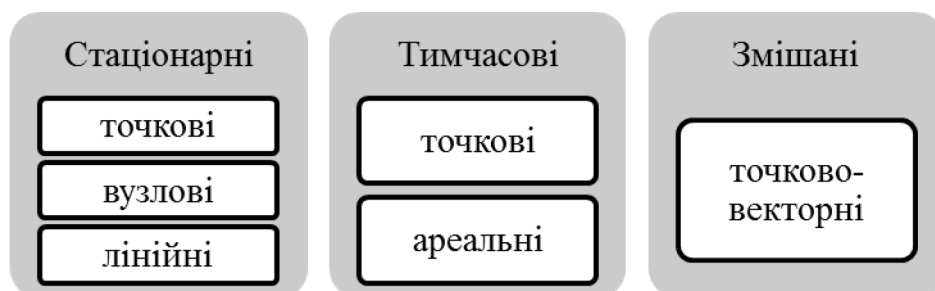 Стаціонарні
точкові
вузлові
лінійні
Тимчасові
точкові
ареальні
Змішані
точково-
векторні